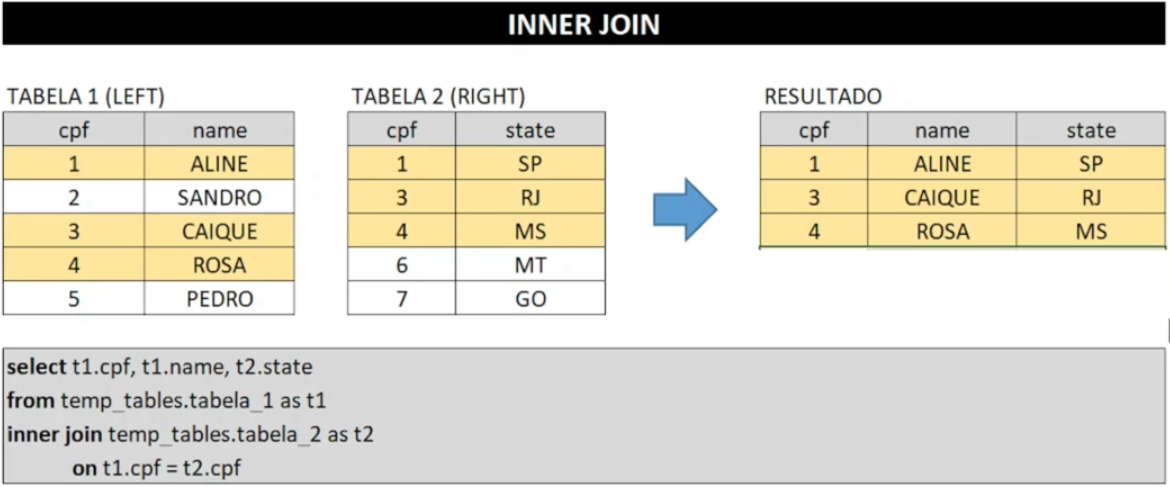 INNER JOIN
TABELA 1 (LEFT)
cpf name
1 ALINE
2 SANDRO
3 CAIQUE
4 ROSA
5 PEDRO
TABELA 2 (RIGHT)
cpf state
1 SP
3 RJ
4 MS
6 MT
7 GO
RESULTADO
cpf name state
1 ALINE SP
3 CAIQUE RJ
4 ROSA MS
select t1.cpf, t1.name, t2.state
from temp_tables.tabela_1 as t1
inner join temp_tables.tabela_2 as t2
on t1.cpf = t2.cpf